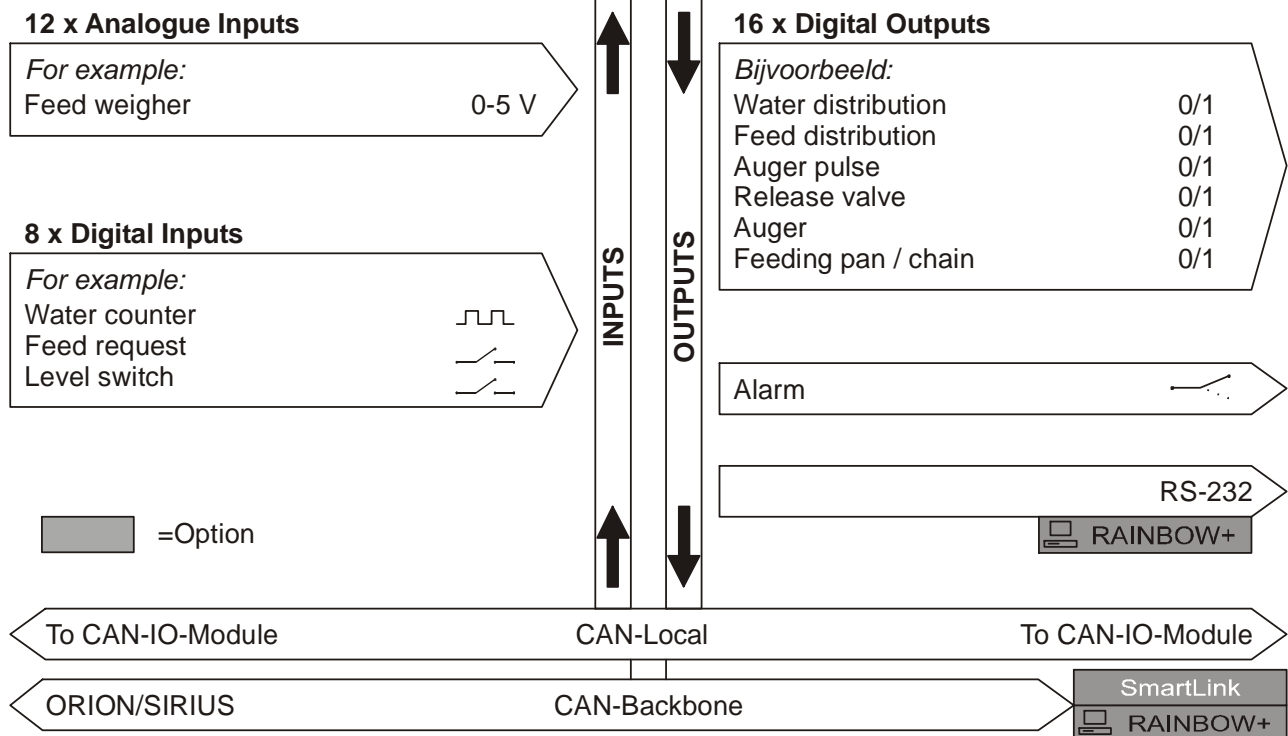 12 x Analogue Inputs
For example:
Feed weigher 0-5 V
8 x Digital Inputs
For example:
Water counter
Feed request
Level switch
=Option
INPUTS
OUTPUTS
16 x Digital Outputs
Bijvoorbeeld:
Water distribution 0/1
Feed distribution 0/1
Auger pulse 0/1
Release valve 0/1
Auger 0/1
Feeding pan / chain 0/1
Alarm
RS-232
RAINBOW+
To CAN-IO-Module CAN-Local To CAN-IO-Module
ORION/SIRIUS CAN-Backbone
SmartLink
RAINBOW+